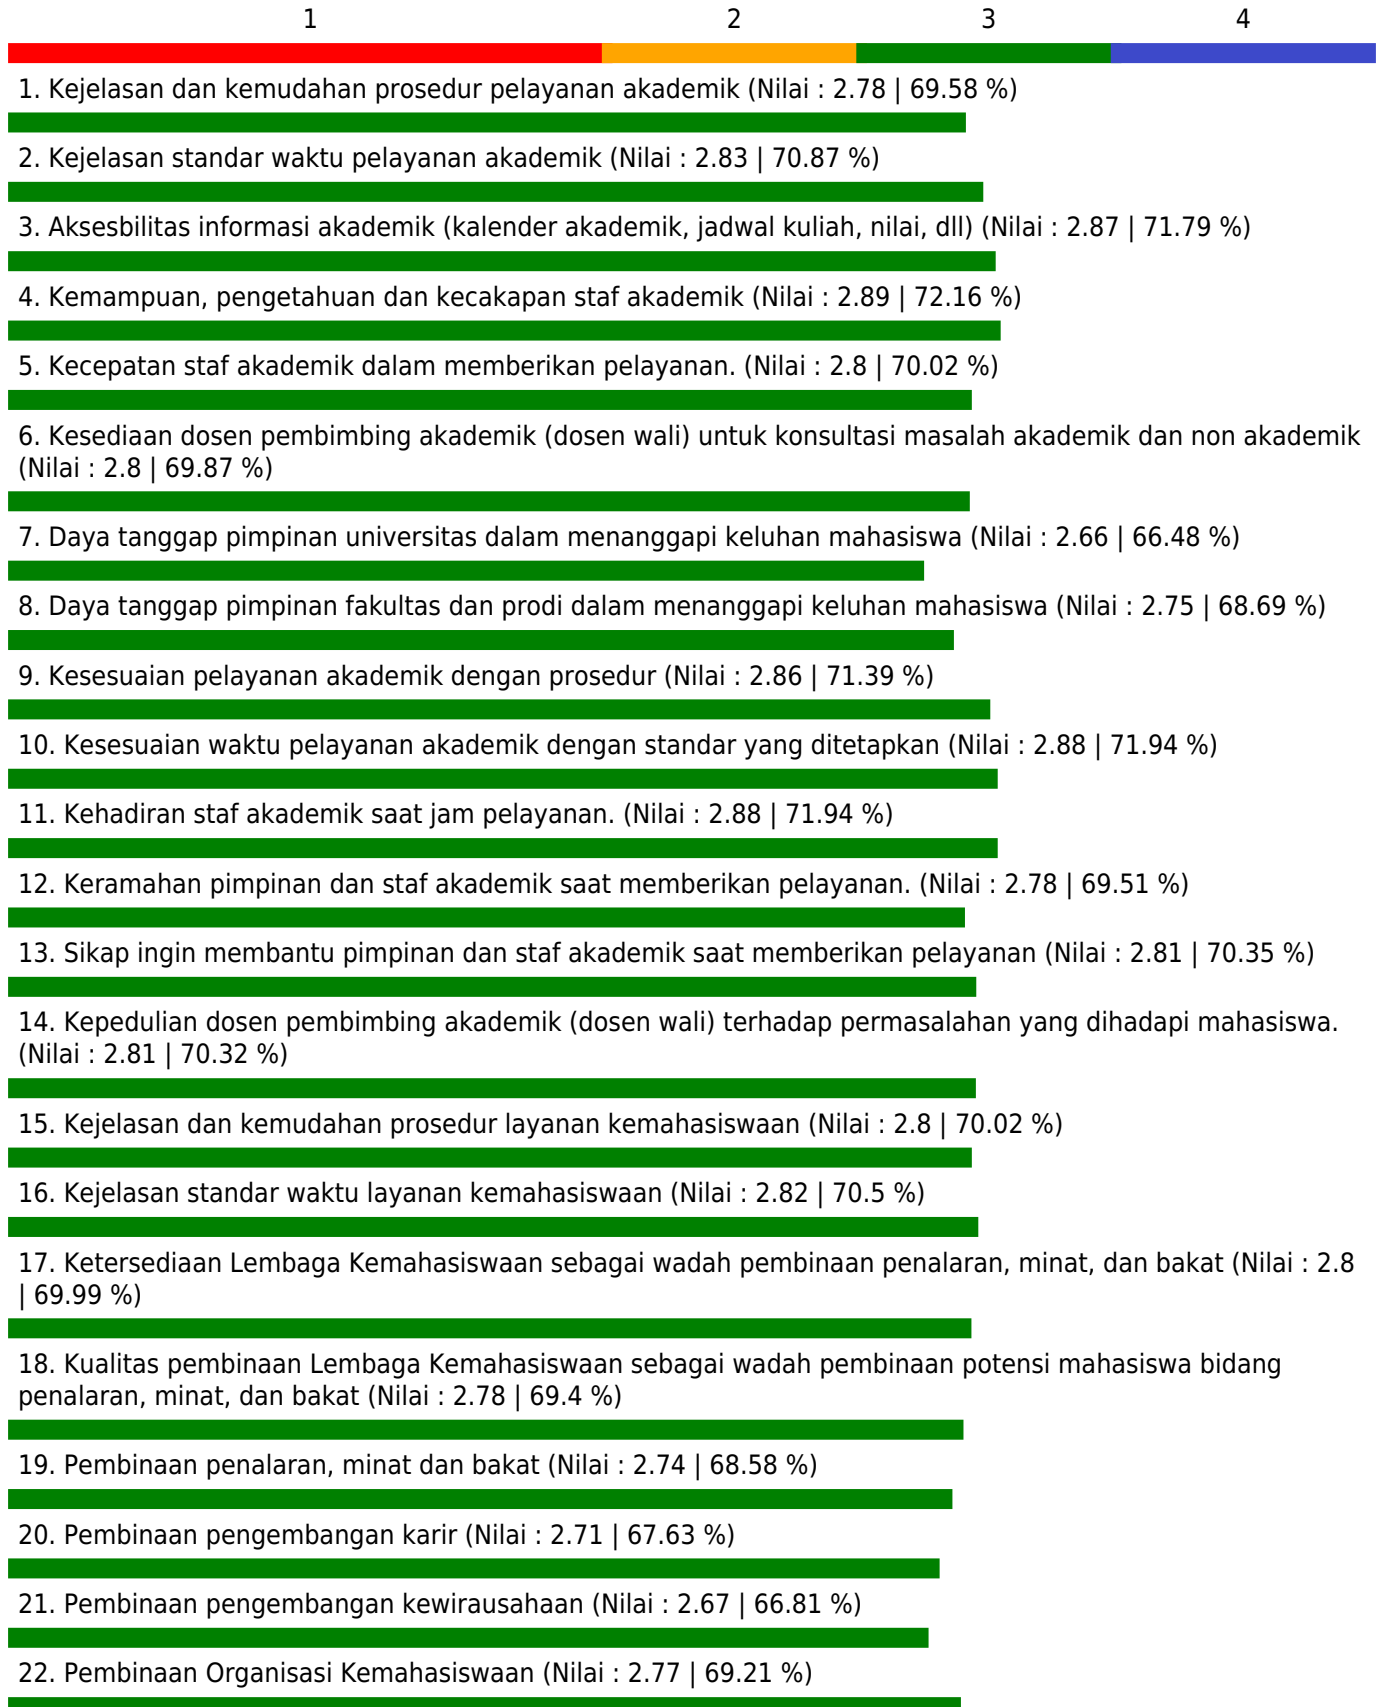 1 2 3 4
1. Kejelasan dan kemudahan prosedur pelayanan akademik (Nilai : 2.78 | 69.58 %)
2. Kejelasan standar waktu pelayanan akademik (Nilai : 2.83 | 70.87 %)
3. Aksesbilitas informasi akademik (kalender akademik, jadwal kuliah, nilai, dll) (Nilai : 2.87 | 71.79 %)
4. Kemampuan, pengetahuan dan kecakapan staf akademik (Nilai : 2.89 | 72.16 %)
5. Kecepatan staf akademik dalam memberikan pelayanan. (Nilai : 2.8 | 70.02 %)
6. Kesediaan dosen pembimbing akademik (dosen wali) untuk konsultasi masalah akademik dan non akademik
(Nilai : 2.8 | 69.87 %)
7. Daya tanggap pimpinan universitas dalam menanggapi keluhan mahasiswa (Nilai : 2.66 | 66.48 %)
8. Daya tanggap pimpinan fakultas dan prodi dalam menanggapi keluhan mahasiswa (Nilai : 2.75 | 68.69 %)
9. Kesesuaian pelayanan akademik dengan prosedur (Nilai : 2.86 | 71.39 %)
10. Kesesuaian waktu pelayanan akademik dengan standar yang ditetapkan (Nilai : 2.88 | 71.94 %)
11. Kehadiran staf akademik saat jam pelayanan. (Nilai : 2.88 | 71.94 %)
12. Keramahan pimpinan dan staf akademik saat memberikan pelayanan. (Nilai : 2.78 | 69.51 %)
13. Sikap ingin membantu pimpinan dan staf akademik saat memberikan pelayanan (Nilai : 2.81 | 70.35 %)
14. Kepedulian dosen pembimbing akademik (dosen wali) terhadap permasalahan yang dihadapi mahasiswa.
(Nilai : 2.81 | 70.32 %)
15. Kejelasan dan kemudahan prosedur layanan kemahasiswaan (Nilai : 2.8 | 70.02 %)
16. Kejelasan standar waktu layanan kemahasiswaan (Nilai : 2.82 | 70.5 %)
17. Ketersediaan Lembaga Kemahasiswaan sebagai wadah pembinaan penalaran, minat, dan bakat (Nilai : 2.8
| 69.99 %)
18. Kualitas pembinaan Lembaga Kemahasiswaan sebagai wadah pembinaan potensi mahasiswa bidang
penalaran, minat, dan bakat (Nilai : 2.78 | 69.4 %)
19. Pembinaan penalaran, minat dan bakat (Nilai : 2.74 | 68.58 %)
20. Pembinaan pengembangan karir (Nilai : 2.71 | 67.63 %)
21. Pembinaan pengembangan kewirausahaan (Nilai : 2.67 | 66.81 %)
22. Pembinaan Organisasi Kemahasiswaan (Nilai : 2.77 | 69.21 %)